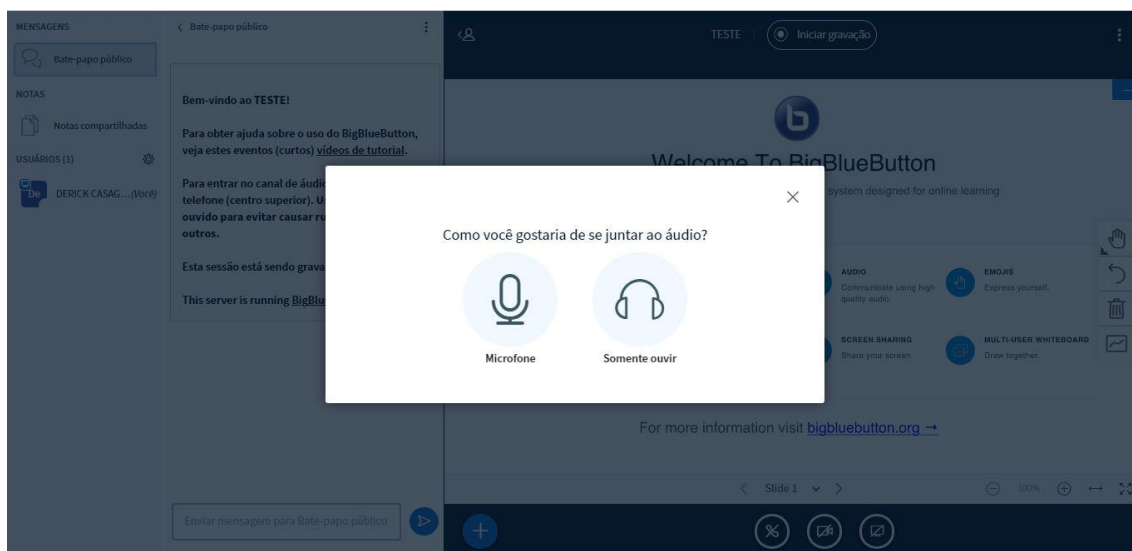 MENSAGENS
Bate-papo público
NOTAS
Notas compartilhadas
USUÁRIOS (1)
De
DERICK CASAG... (Você)
Bate-papo público
Bem-vindo ao TESTE!
Para obter ajuda sobre o uso do BigBlueButton,
veja estes eventos (curtos) vídeos de tutorial.
Para entrar no canal de áudio
telefone (centro superior). U
ouvido para evitar causar ru
outros.
Esta sessão está sendo grava
This server is running BigBlu
Enviar mensagem para Bate-papo público
TESTE
Iniciar gravação
b
Welcome To BigBlueButton
system designed for online learning
Como você gostaria de se juntar ao áudio?
Microfone
Somente ouvir
AUDIO
Communicate using high
quality audio.
EMOJIS
Express yourself.
SCREEN SHARING
Share your screen.
MULTI-USER WHITEBOARD
Draw together.
For more information visit bigbluebutton.org →
Slide 1
100%